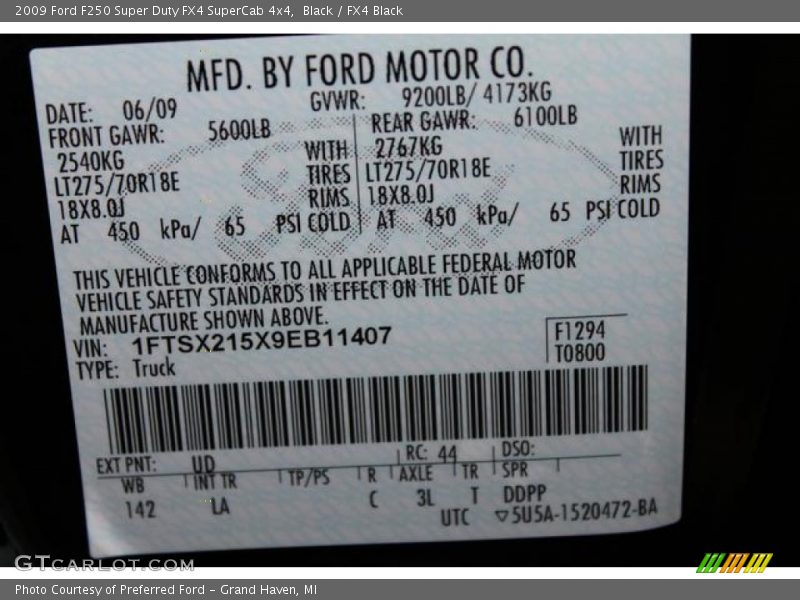 2009 Ford F250 Super Duty FX4 SuperCab 4x4, Black / FX4 Black
MFD. BY FORD MOTOR CO.
DATE: 06/09 GVWR: 9200LB/ 4173KG
FRONT GAWR: 5600LB REAR GAWR: 6100LB
2540KG WITH 2767KG WITH
LT275/70R18E TIRES LT275/70R18E TIRES
18X8.0J RIMS 18X8.0J RIMS
AT 450 kPa/ 65 PSI COLD AT 450 kPa/ 65 PSI COLD
THIS VEHICLE CONFORMS TO ALL APPLICABLE FEDERAL MOTOR
VEHICLE SAFETY STANDARDS IN EFFECT ON THE DATE OF
MANUFACTURE SHOWN ABOVE.
VIN: 1FTSX215X9EB11407 F1294
TYPE: Truck T0800
EXT PNT: UD RC: 44 DSO:
WB INT TR TP/PS R AXLE TR SPR
142 LA C 3L T DDPP
UTC ▽5U5A-1520472-BA
GTCARLOT.COM
Photo Courtesy of Preferred Ford – Grand Haven, MI